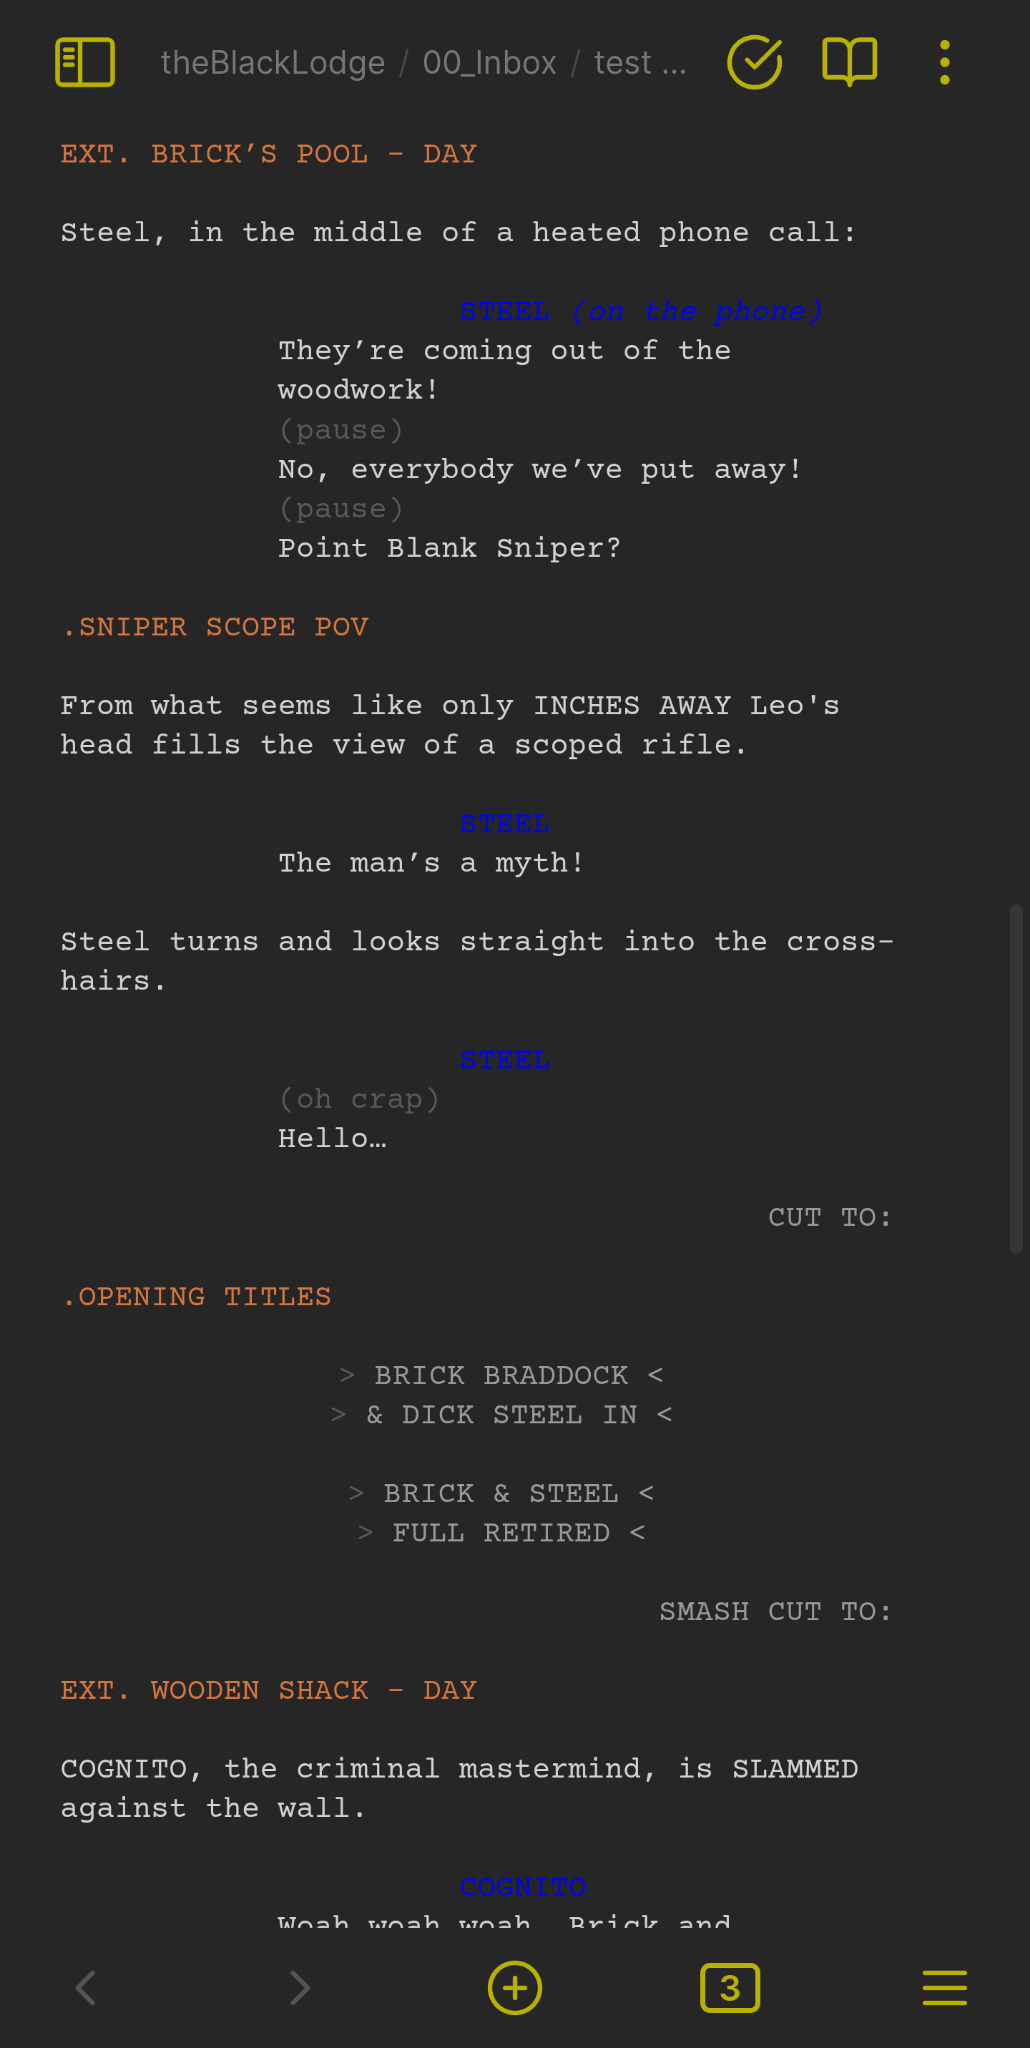 theBlackLodge / 00_Inbox / test ...
EXT. BRICK’S POOL - DAY
Steel, in the middle of a heated phone call:
STEEL (on the phone)
They’re coming out of the
woodwork!
(pause)
No, everybody we’ve put away!
(pause)
Point Blank Sniper?
.SNIPER SCOPE POV
From what seems like only INCHES AWAY Leo's
head fills the view of a scoped rifle.
STEEL
The man’s a myth!
Steel turns and looks straight into the cross-
hairs.
STEEL
(oh crap)
Hello…
CUT TO:
.OPENING TITLES
> BRICK BRADDOCK <
> & DICK STEEL IN <
> BRICK & STEEL <
> FULL RETIRED <
SMASH CUT TO:
EXT. WOODEN SHACK - DAY
COGNITO, the criminal mastermind, is SLAMMED
against the wall.
COGNITO
Woah woah woah, Brick and
3